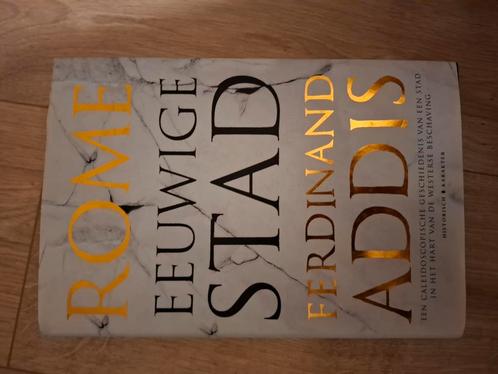 ROME
EEUWIGE
STAD
FERDINAND
ADDIS
EEN CALEIDOSCOPISCHE GESCHIEDENIS VAN EEN STAD
IN HET HART VAN DE WESTERSE BESCHAVING
HISTORISCH KARAKTER